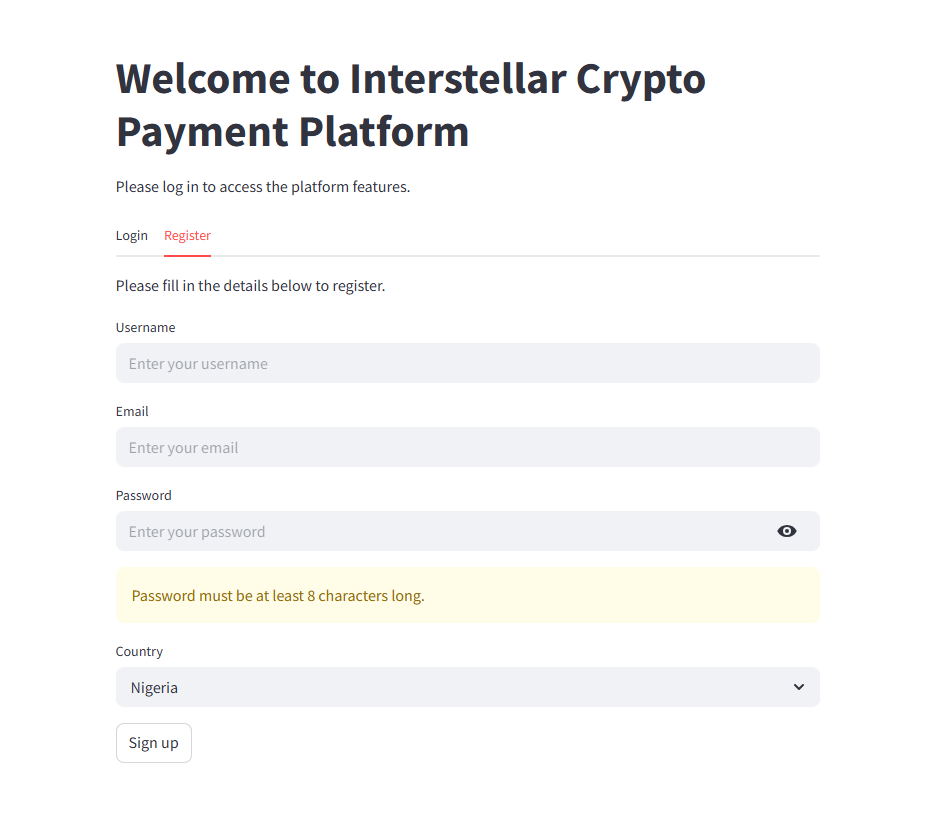 Welcome to Interstellar Crypto
Payment Platform
Please log in to access the platform features.
Login Register
Please fill in the details below to register.
Username
Enter your username
Email
Enter your email
Password
Enter your password
Password must be at least 8 characters long.
Country
Nigeria
Sign up